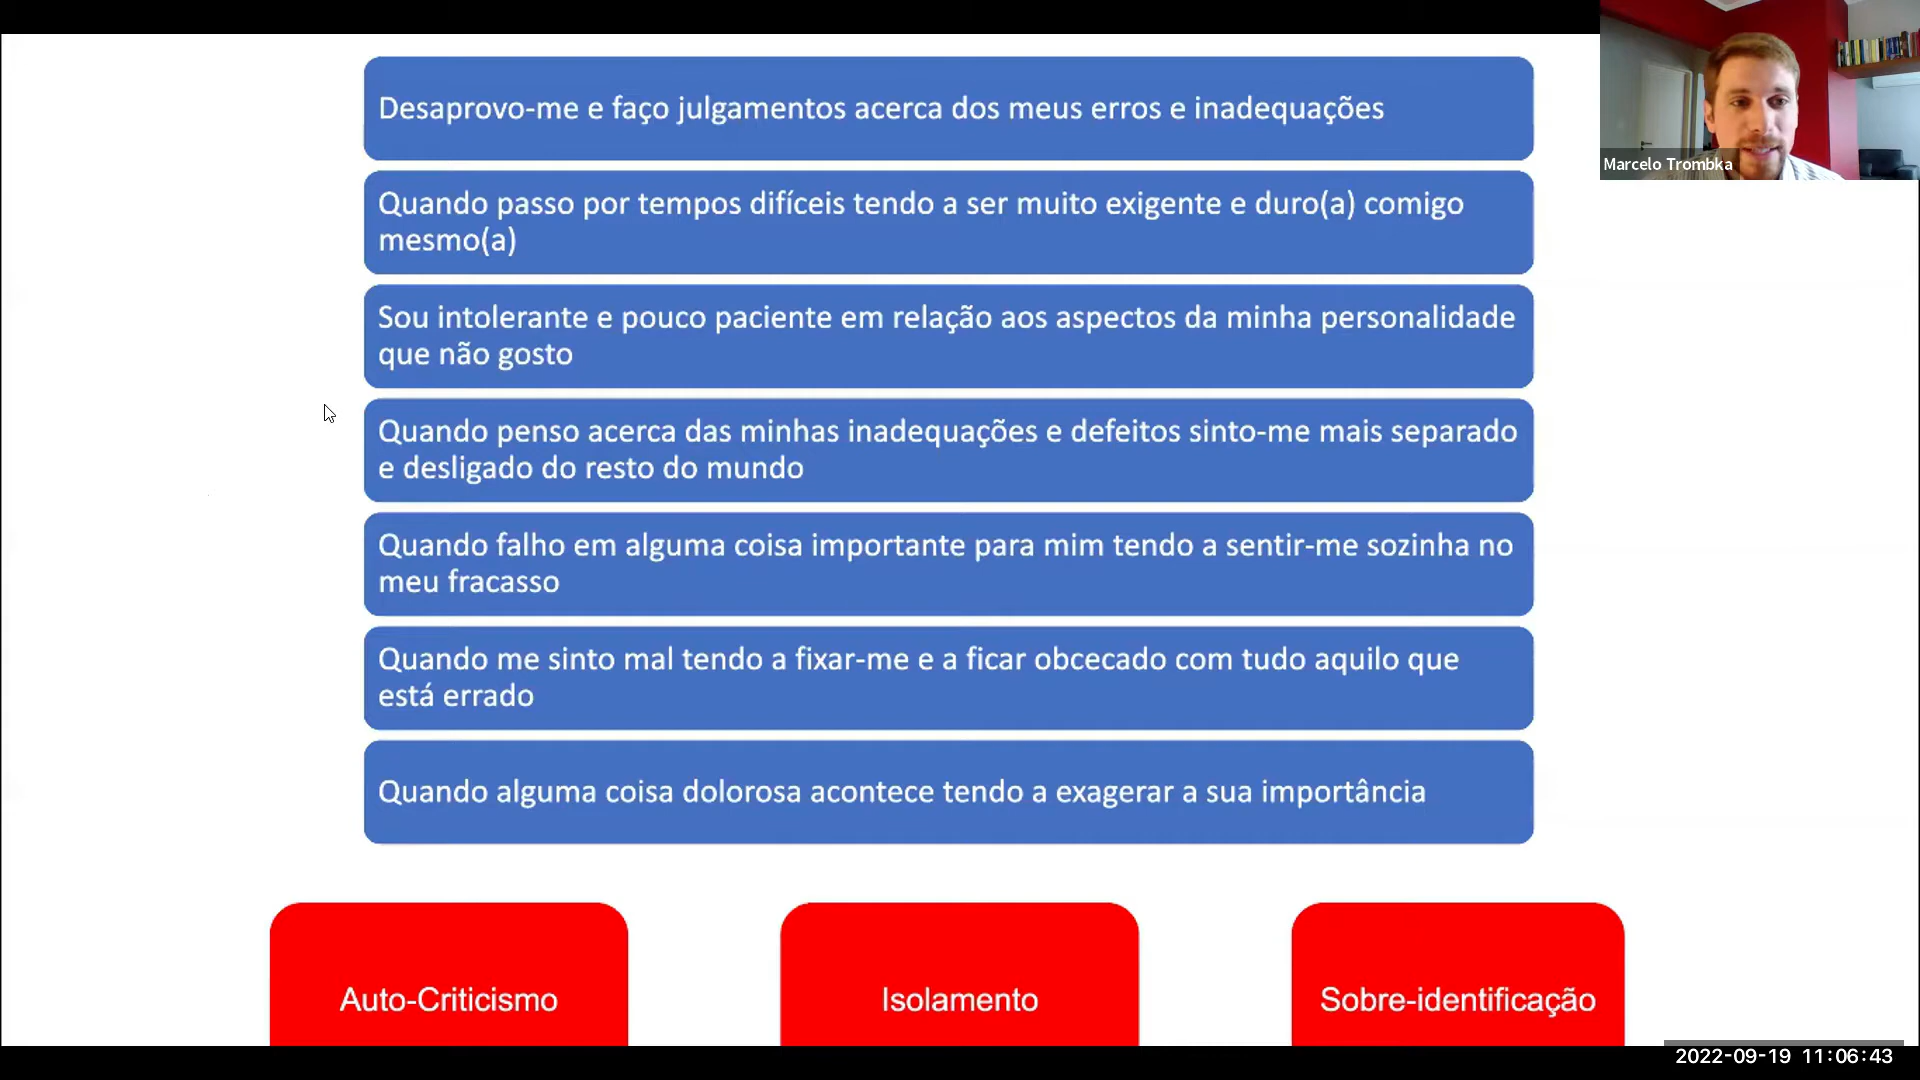 Desaprovo-me e faço julgamentos acerca dos meus erros e inadequações
Marcelo Trombka
Quando passo por tempos difíceis tendo a ser muito exigente e duro(a) comigo
mesmo(a)
Sou intolerante e pouco paciente em relação aos aspectos da minha personalidade
que não gosto
Quando penso acerca das minhas inadequações e defeitos sinto-me mais separado
e desligado do resto do mundo
Quando falho em alguma coisa importante para mim tendo a sentir-me sozinha no
meu fracasso
Quando me sinto mal tendo a fixar-me e a ficar obcecado com tudo aquilo que
está errado
Quando alguma coisa dolorosa acontece tendo a exagerar a sua importância
Auto-Criticismo
Isolamento
Sobre-identificação
2022-09-19 11:06:43